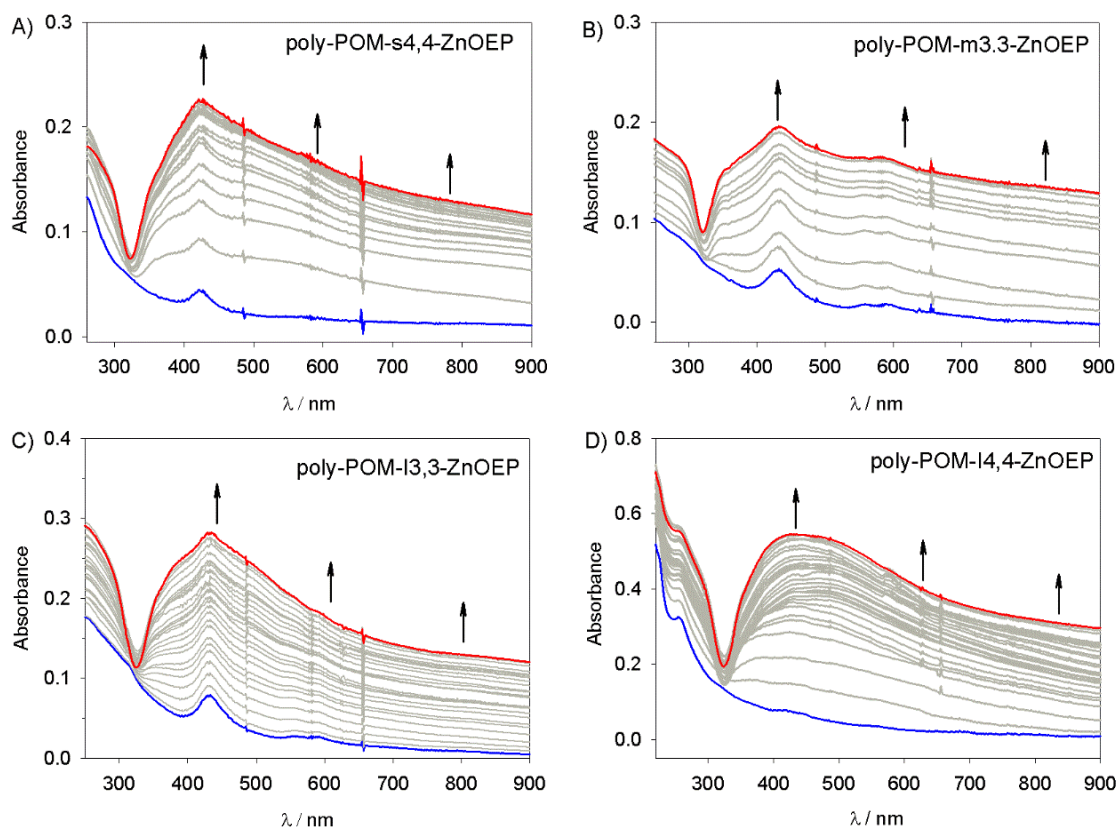 A)
poly-POM-s4,4-ZnOEP
0.3
0.2
0.1
0.0
Absorbance
300 400 500 600 700 800 900
λ / nm
B)
poly-POM-m3.3-ZnOEP
0.3
0.2
0.1
0.0
Absorbance
300 400 500 600 700 800 900
λ / nm
C)
poly-POM-l3,3-ZnOEP
0.4
0.3
0.2
0.1
0.0
Absorbance
300 400 500 600 700 800 900
λ / nm
D)
poly-POM-l4,4-ZnOEP
0.8
0.6
0.4
0.2
0.0
Absorbance
300 400 500 600 700 800 900
λ / nm